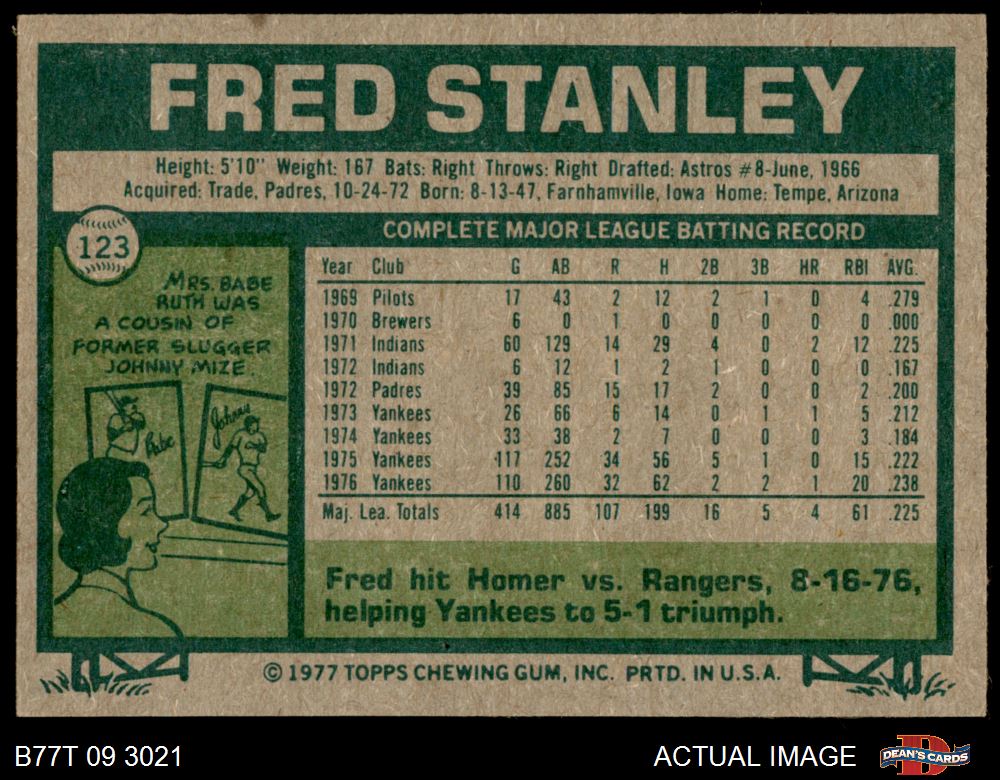 FRED STANLEY
Height: 5'10" Weight: 167 Bats: Right Throws: Right Drafted: Astros #8-June, 1966
Acquired: Trade, Padres, 10-24-72 Born: 8-13-47, Farnhamville, Iowa Home: Tempe, Arizona
123
MRS. BABE
RUTH WAS
A COUSIN OF
FORMER SLUGGER
JOHNNY MIZE.
Babe
Johnny
COMPLETE MAJOR LEAGUE BATTING RECORD
Year Club G AB R H 2B 3B HR RBI AVG.
1969 Pilots 17 43 2 12 2 1 0 4 .279
1970 Brewers 6 0 1 0 0 0 0 0 .000
1971 Indians 60 129 14 29 4 0 2 12 .225
1972 Indians 6 12 1 2 1 0 0 0 .167
1972 Padres 39 85 15 17 2 0 0 2 .200
1973 Yankees 26 66 6 14 0 1 1 5 .212
1974 Yankees 33 38 2 7 0 0 0 3 .184
1975 Yankees 117 252 34 56 5 1 0 15 .222
1976 Yankees 110 260 32 62 2 2 1 20 .238
Maj. Lea. Totals 414 885 107 199 16 5 4 61 .225
Fred hit Homer vs. Rangers, 8-16-76,
helping Yankees to 5-1 triumph.
© 1977 TOPPS CHEWING GUM, INC. PRTD. IN U.S.A.
B77T 09 3021
ACTUAL IMAGE
DEAN'S CARDS